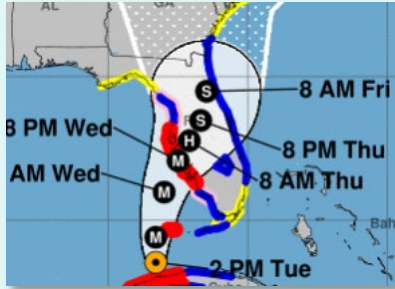 AL
GA
S
8 AM Fri
S
8 PM Wed
H
8 PM Thu
M
AM Wed
8 AM Thu
M
Bah
M
2 PM Tue